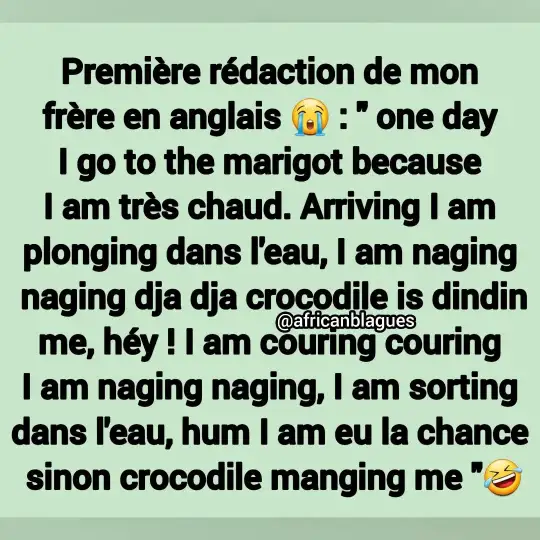 Première rédaction de mon
frère en anglais 😭 : " one day
I go to the marigot because
I am très chaud. Arriving I am
plonging dans l'eau, I am naging
naging dja dja crocodile is dindin
@africanblagues
me, héy ! I am couring couring
I am naging naging, I am sorting
dans l'eau, hum I am eu la chance
sinon crocodile manging me "🤣